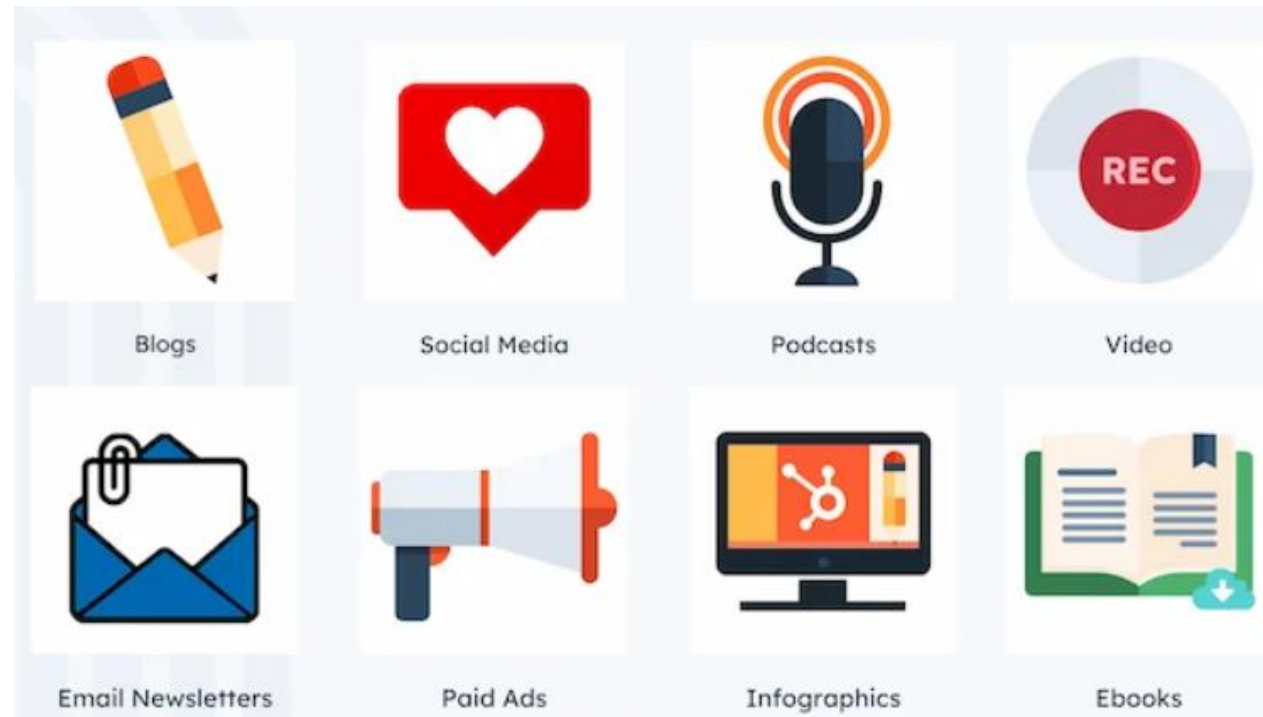 REC
Blogs
Social Media
Podcasts
Video
Email Newsletters
Paid Ads
Infographics
Ebooks